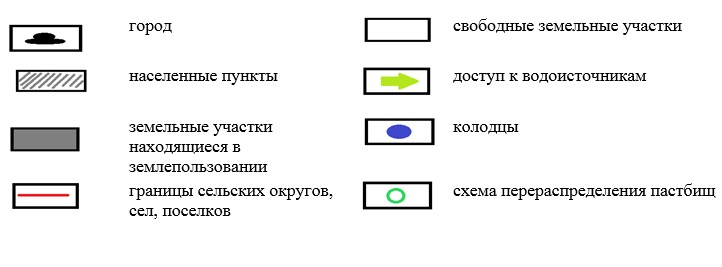 город
населенные пункты
земельные участки
находящиеся в
землепользовании
границы сельских округов,
сел, поселков
свободные земельные участки
доступ к водоисточникам
колодцы
схема перераспределения пастбищ